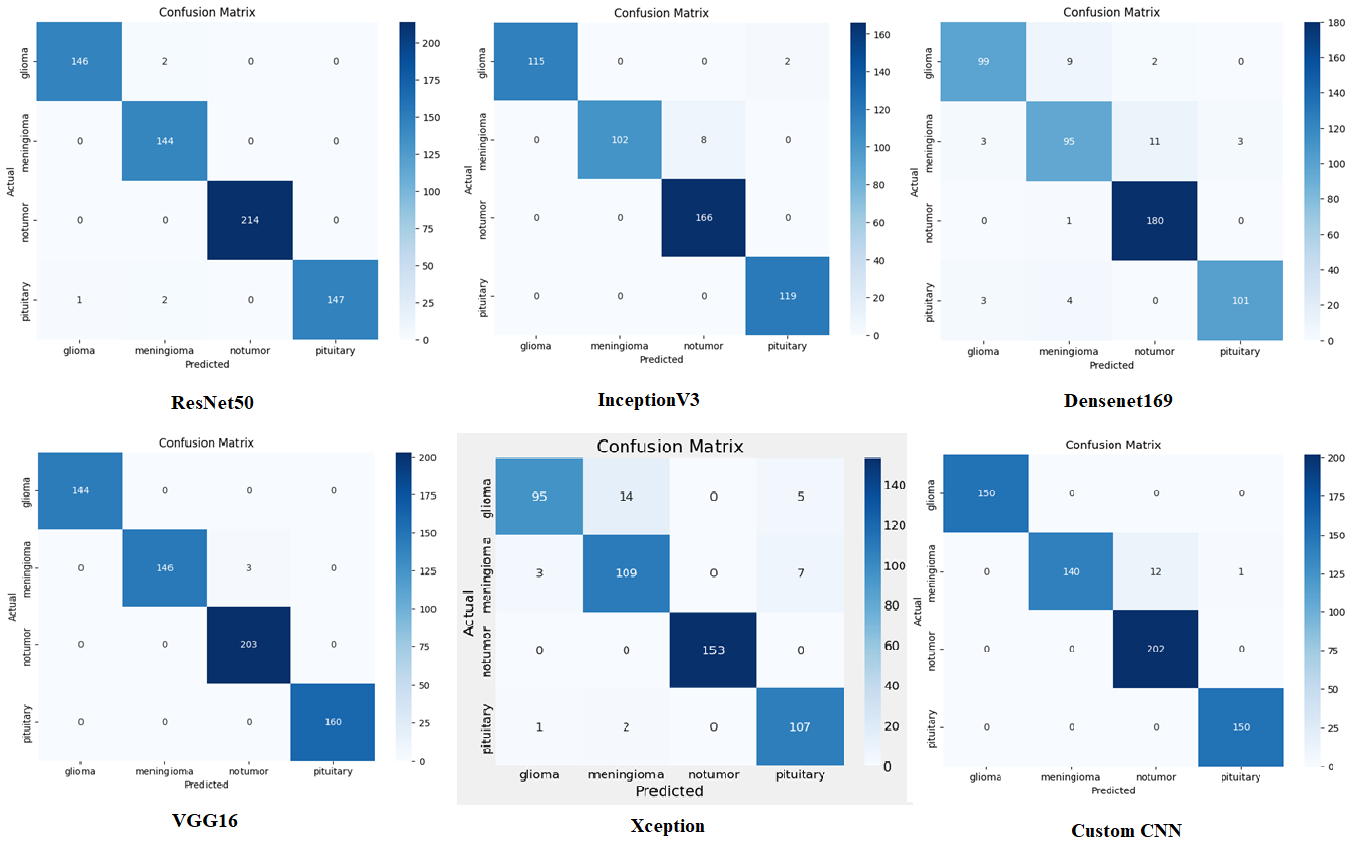 Confusion Matrix
glioma 146 2 0 0
meningioma 0 144 0 0
notumor 0 0 214 0
pituitary 1 2 0 147
Actual
glioma meningioma notumor pituitary
Predicted
200
175
150
125
100
75
50
25
0
ResNet50
Confusion Matrix
glioma 115 0 0 2
meningioma 0 102 8 0
notumor 0 0 166 0
pituitary 0 0 0 119
Actual
glioma meningioma notumor pituitary
Predicted
160
140
120
100
80
60
40
20
0
InceptionV3
Confusion Matrix
glioma 99 9 2 0
meningioma 3 95 11 3
notumor 0 1 180 0
pituitary 3 4 0 101
Actual
glioma meningioma notumor pituitary
Predicted
180
160
140
120
100
80
60
40
20
0
Densenet169
Confusion Matrix
glioma 144 0 0 0
meningioma 0 146 3 0
notumor 0 0 203 0
pituitary 0 0 0 160
Actual
glioma meningioma notumor pituitary
Predicted
200
175
150
125
100
75
50
25
0
VGG16
Confusion Matrix
glioma 95 14 0 5
meningioma 3 109 0 7
notumor 0 0 153 0
pituitary 1 2 0 107
Actual
glioma meningioma notumor pituitary
Predicted
140
120
100
80
60
40
20
0
Xception
Confusion Matrix
glioma 150 0 0 0
meningioma 0 140 12 1
notumor 0 0 202 0
pituitary 0 0 0 150
Actual
glioma meningioma notumor pituitary
Predicted
200
175
150
125
100
75
50
25
0
Custom CNN